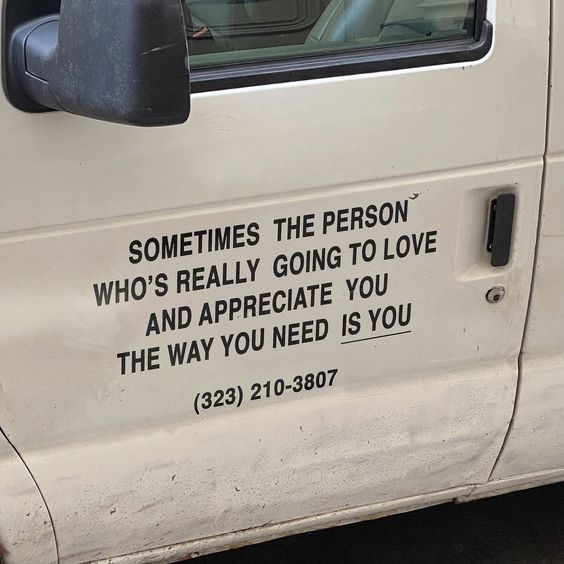 SOMETIMES THE PERSON
WHO'S REALLY GOING TO LOVE
AND APPRECIATE YOU
THE WAY YOU NEED IS YOU
(323) 210-3807